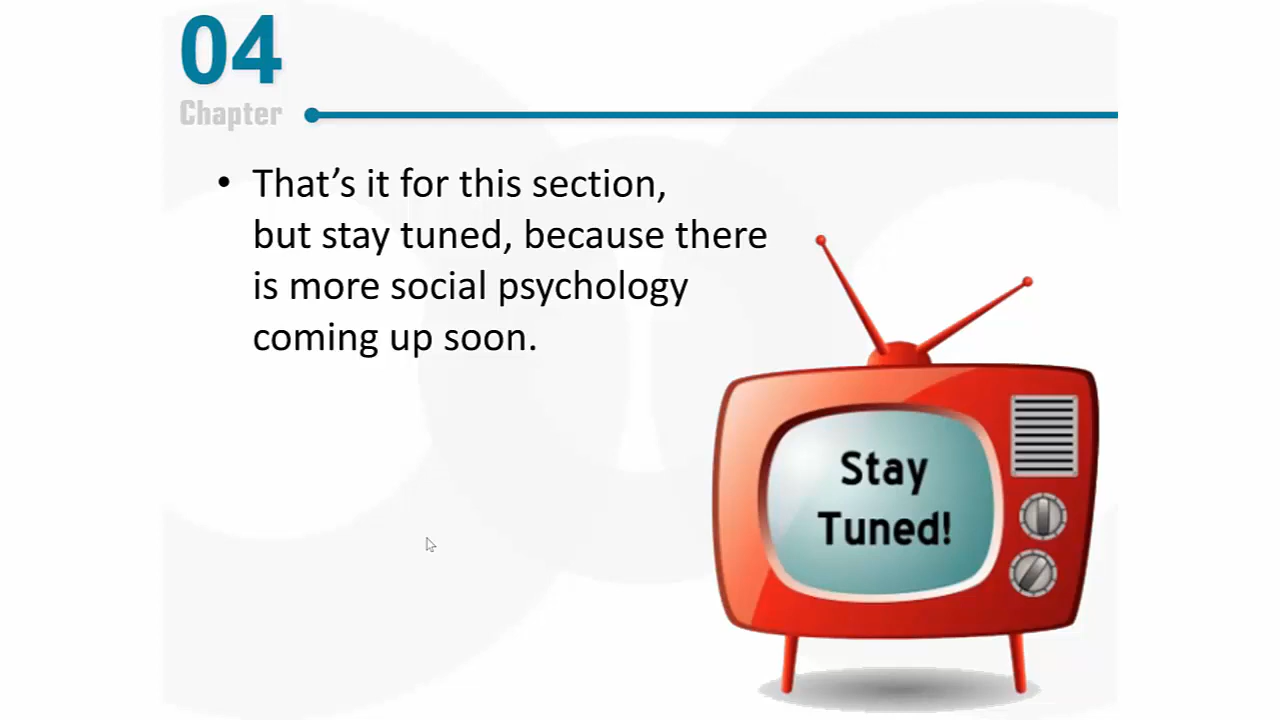 04
Chapter
• That’s it for this section,
but stay tuned, because there
is more social psychology
coming up soon.
Stay
Tuned!